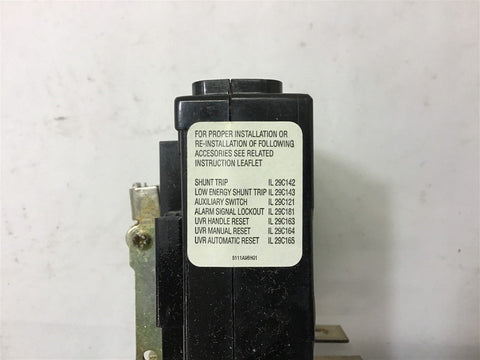 FOR PROPER INSTALLATION OR
RE-INSTALLATION OF FOLLOWING
ACCESORIES SEE RELATED
INSTRUCTION LEAFLET
SHUNT TRIP IL 29C142
LOW ENERGY SHUNT TRIP IL 29C143
AUXILIARY SWITCH IL 29C121
ALARM SIGNAL LOCKOUT IL 29C181
UVR HANDLE RESET IL 29C163
UVR MANUAL RESET IL 29C164
UVR AUTOMATIC RESET IL 29C165